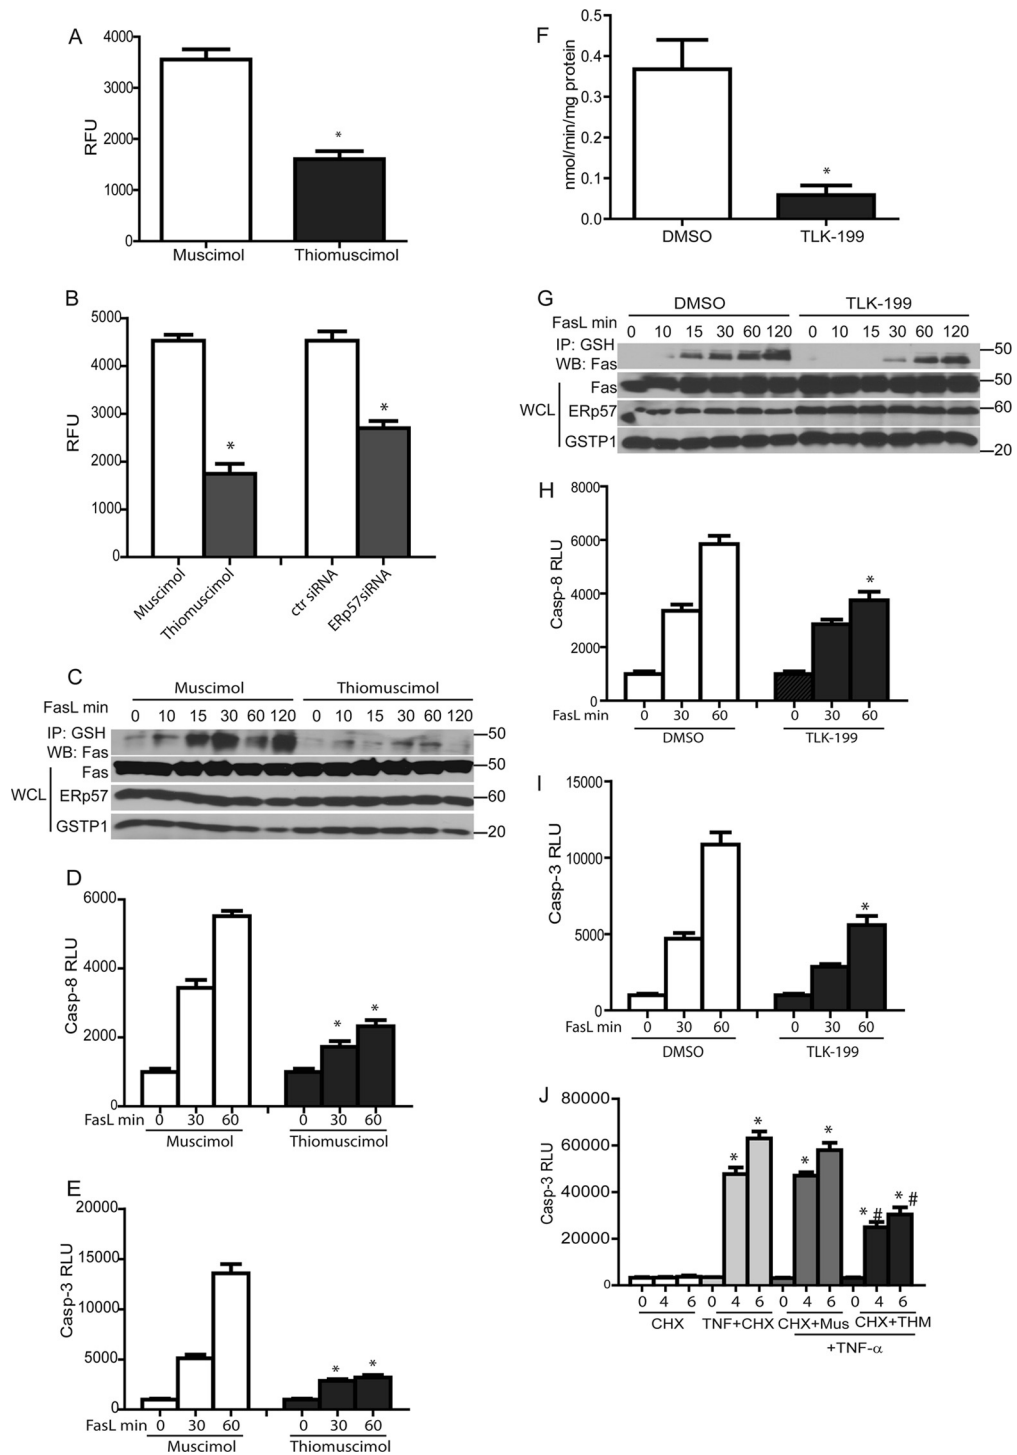 A
4000
3000
2000
1000
0
RFU
*
Muscimol Thiomuscimol
B
5000
4000
3000
2000
1000
0
RFU
* *
Muscimol
Thiomuscimol
ctr siRNA
ERp57siRNA
C
Muscimol Thiomuscimol
FasL min 0 10 15 30 60 120 0 10 15 30 60 120
IP: GSH
WB: Fas
—50
Fas —50
WCL ERp57 —60
GSTP1 —20
D
6000
4000
2000
0
Casp-8 RLU
* *
FasL min 0 30 60 0 30 60
Muscimol Thiomuscimol
E
20000
15000
10000
5000
0
Casp-3 RLU
* *
FasL min 0 30 60 0 30 60
Muscimol Thiomuscimol
F
0.5
0.4
0.3
0.2
0.1
0.0
nmol/min/mg protein
*
DMSO TLK-199
G
DMSO TLK-199
FasL min
0 10 15 30 60 120 0 10 15 30 60 120
IP: GSH
WB: Fas
—50
Fas —50
WCL ERp57 —60
GSTP1
—20
H
8000
6000
4000
2000
0
Casp-8 RLU
*
FasL min 0 30 60 0 30 60
DMSO TLK-199
I
15000
10000
5000
0
Casp-3 RLU
*
FasL min 0 30 60 0 30 60
DMSO TLK-199
J
80000
60000
40000
20000
0
Casp-3 RLU
* * * * * # * #
0 4 6 0 4 6 0 4 6 0 4 6
CHX TNF+CHX CHX+Mus CHX+THM
+TNF-α